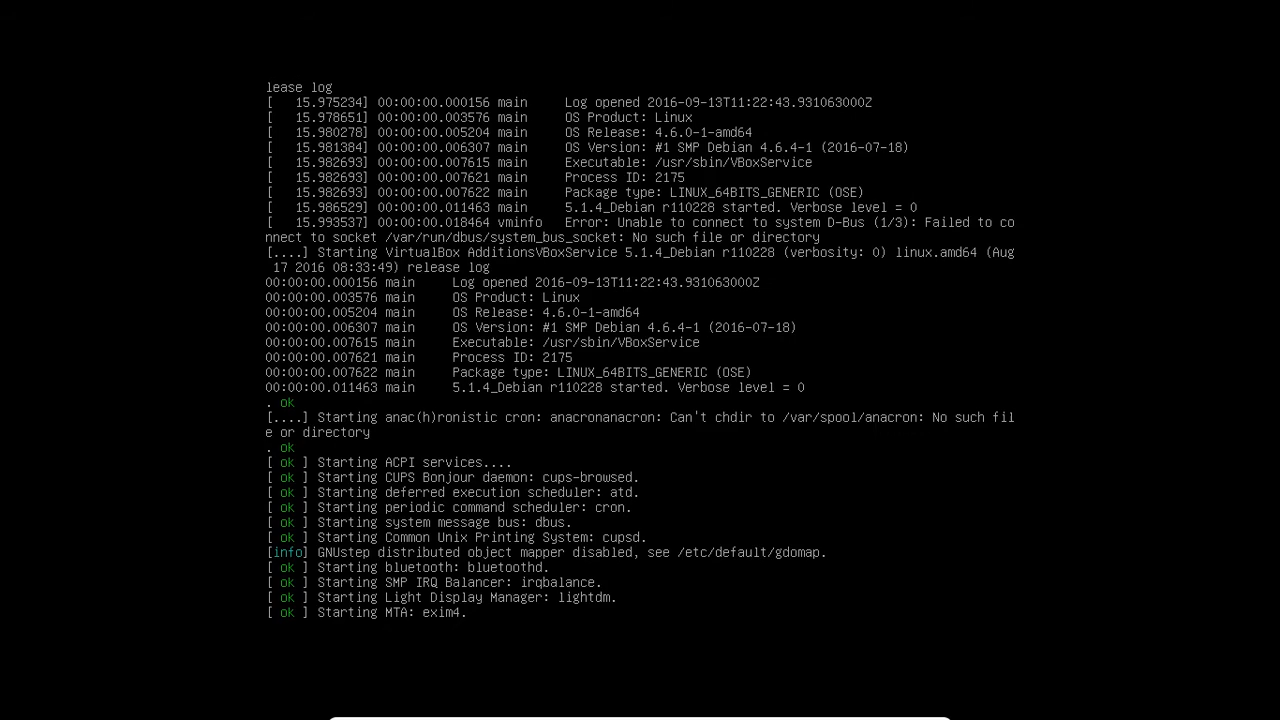 lease log
[   15.975234] 00:00:00.000156 main     Log opened 2016-09-13T11:22:43.931063000Z
[   15.978651] 00:00:00.003576 main     OS Product: Linux
[   15.980278] 00:00:00.005204 main     OS Release: 4.6.0-1-amd64
[   15.981384] 00:00:00.006307 main     OS Version: #1 SMP Debian 4.6.4-1 (2016-07-18)
[   15.982693] 00:00:00.007615 main     Executable: /usr/sbin/VBoxService
[   15.982693] 00:00:00.007621 main     Process ID: 2175
[   15.982693] 00:00:00.007622 main     Package type: LINUX_64BITS_GENERIC (OSE)
[   15.986529] 00:00:00.011463 main     5.1.4_Debian r110228 started. Verbose level = 0
[   15.993537] 00:00:00.018464 vminfo   Error: Unable to connect to system D-Bus (1/3): Failed to co
nnect to socket /var/run/dbus/system_bus_socket: No such file or directory
[....] Starting VirtualBox AdditionsVBoxService 5.1.4_Debian r110228 (verbosity: 0) linux.amd64 (Aug
 17 2016 08:33:49) release log
00:00:00.000156 main     Log opened 2016-09-13T11:22:43.931063000Z
00:00:00.003576 main     OS Product: Linux
00:00:00.005204 main     OS Release: 4.6.0-1-amd64
00:00:00.006307 main     OS Version: #1 SMP Debian 4.6.4-1 (2016-07-18)
00:00:00.007615 main     Executable: /usr/sbin/VBoxService
00:00:00.007621 main     Process ID: 2175
00:00:00.007622 main     Package type: LINUX_64BITS_GENERIC (OSE)
00:00:00.011463 main     5.1.4_Debian r110228 started. Verbose level = 0
. ok
[....] Starting anac(h)ronistic cron: anacronanacron: Can't chdir to /var/spool/anacron: No such fil
e or directory
. ok
[ ok ] Starting ACPI services....
[ ok ] Starting CUPS Bonjour daemon: cups-browsed.
[ ok ] Starting deferred execution scheduler: atd.
[ ok ] Starting periodic command scheduler: cron.
[ ok ] Starting system message bus: dbus.
[ ok ] Starting Common Unix Printing System: cupsd.
[info] GNUstep distributed object mapper disabled, see /etc/default/gdomap.
[ ok ] Starting bluetooth: bluetoothd.
[ ok ] Starting SMP IRQ Balancer: irqbalance.
[ ok ] Starting Light Display Manager: lightdm.
[ ok ] Starting MTA: exim4.